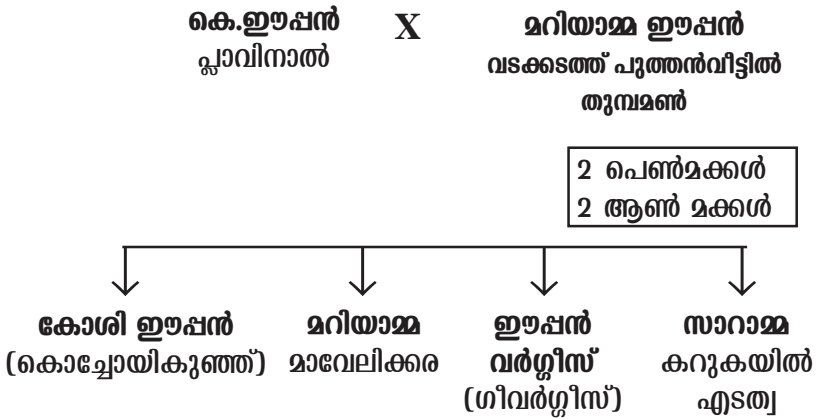 കെ.ഈപ്പൻ X മറിയാമ്മ ഈപ്പൻ
പ്ലാവിനാൽ വടക്കടത്ത് പുത്തൻവീട്ടിൽ
തുമ്പമൺ
2 പെൺമക്കൾ
2 ആൺ മക്കൾ
കോശി ഈപ്പൻ മറിയാമ്മ ഈപ്പൻ സാറാമ്മ
(കൊച്ചോയികുഞ്ഞ്) മാവേലിക്കര വർഗ്ഗീസ് കറുകയിൽ
(ഗീവർഗ്ഗീസ്) എടത്വ